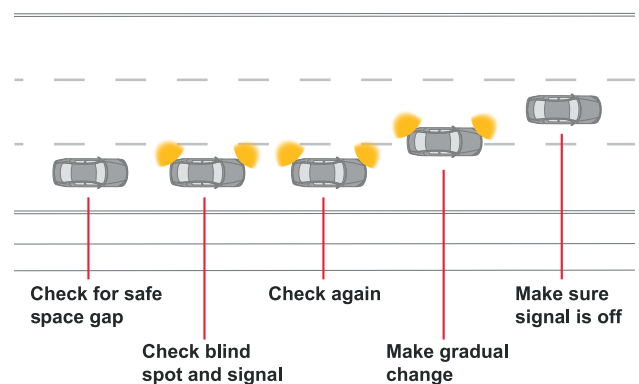 Check for safe
space gap
Check blind
spot and signal
Check again
Make gradual
change
Make sure
signal is off